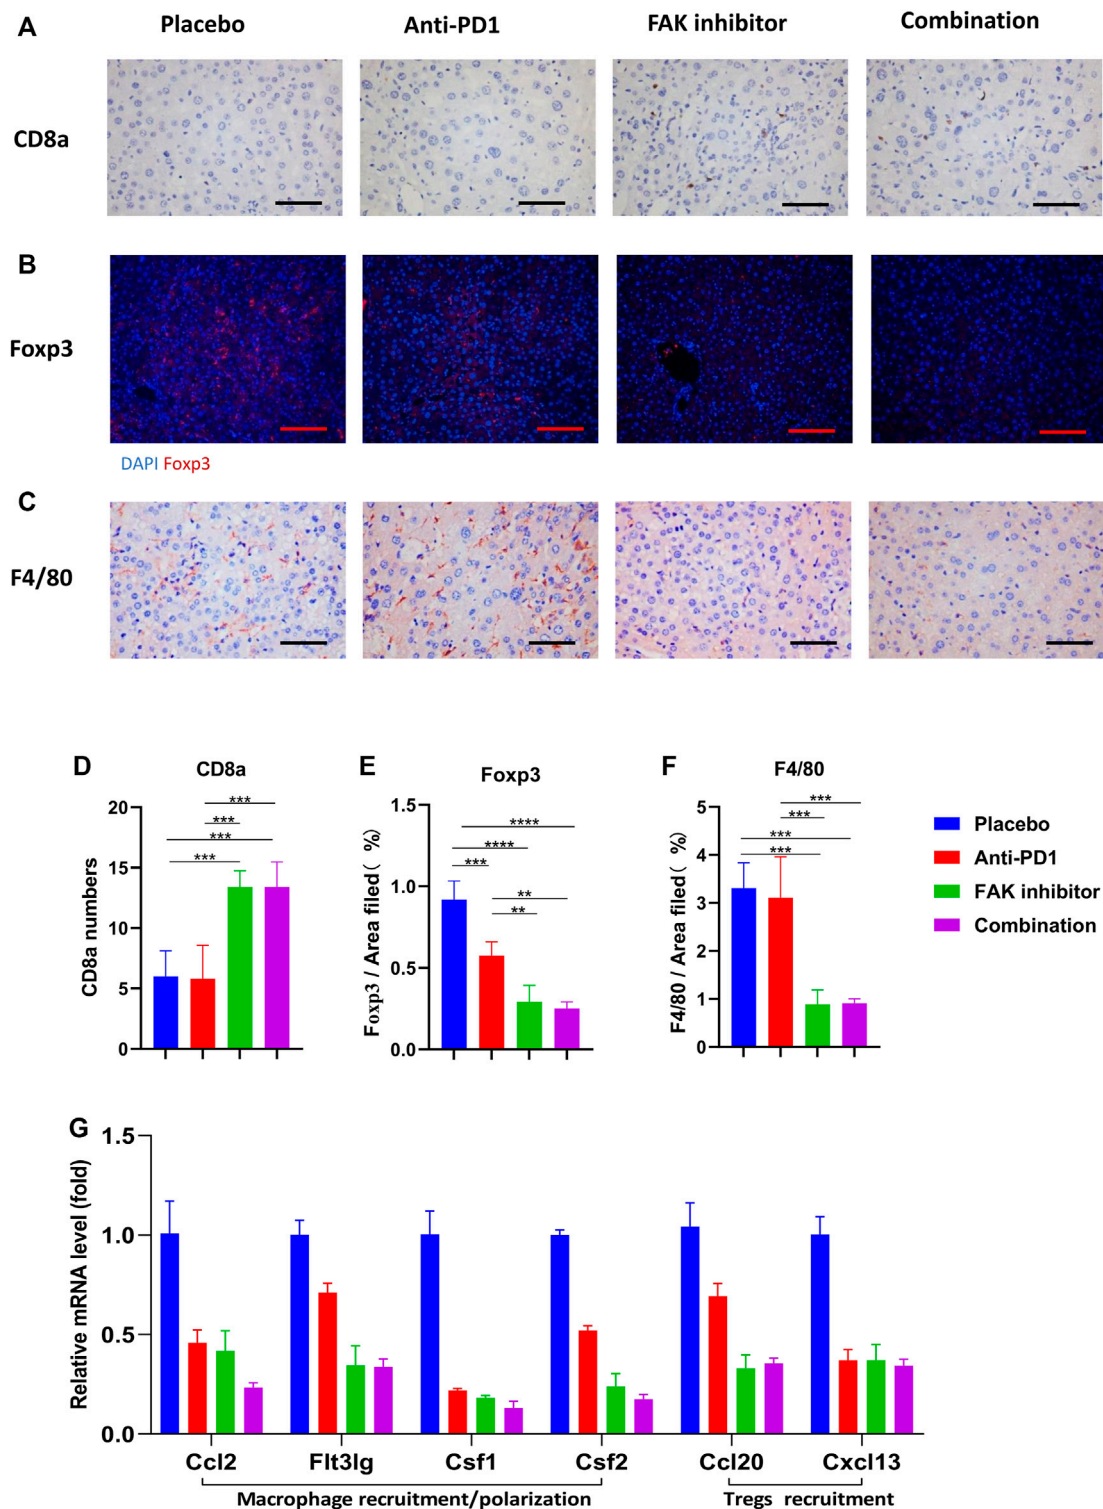 A
Placebo
Anti-PD1
FAK inhibitor
Combination
CD8a
B
Foxp3
DAPI Foxp3
C
F4/80
D
CD8a
CD8a numbers
20
15
10
5
0
***
***
***
***
E
Foxp3
Foxp3 / Area filed( %)
1.5
1.0
0.5
0.0
****
****
***
**
**
F
F4/80
F4/80 / Area filed( %)
5
4
3
2
1
0
***
***
***
***
Placebo
Anti-PD1
FAK inhibitor
Combination
G
Relative mRNA level (fold)
1.5
1.0
0.5
0.0
Ccl2
Flt3lg
Csf1
Csf2
Ccl20
Cxcl13
Macrophage recruitment/polarization
Tregs recruitment